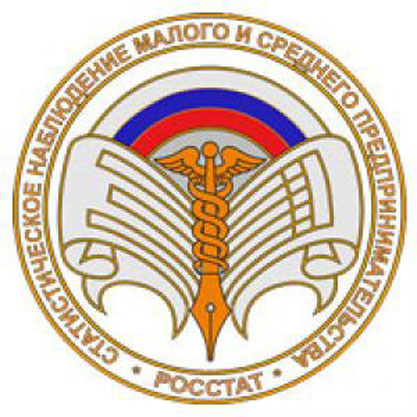 СТАТИСТИЧЕСКОЕ НАБЛЮДЕНИЕ МАЛОГО И СРЕДНЕГО ПРЕДПРИНИМАТЕЛЬСТВА
• РОССТАТ •